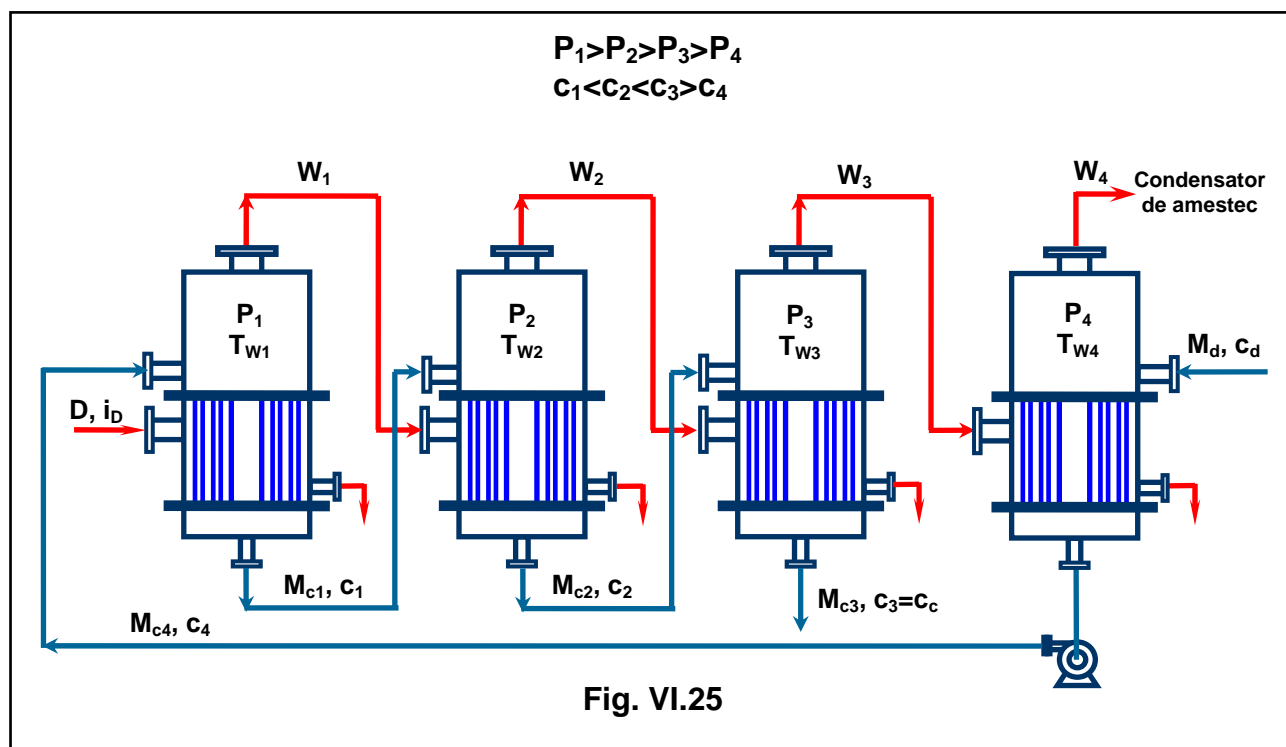 P₁>P₂>P₃>P₄
c₁<c₂<c₃>c₄
W₁
W₂
W₃
W₄
Condensator
de amestec
P₁
T_W1
P₂
T_W2
P₃
T_W3
P₄
T_W4
M_d, c_d
D, i_D
M_c1, c₁
M_c2, c₂
M_c3, c₃=c_c
M_c4, c₄
Fig. VI.25